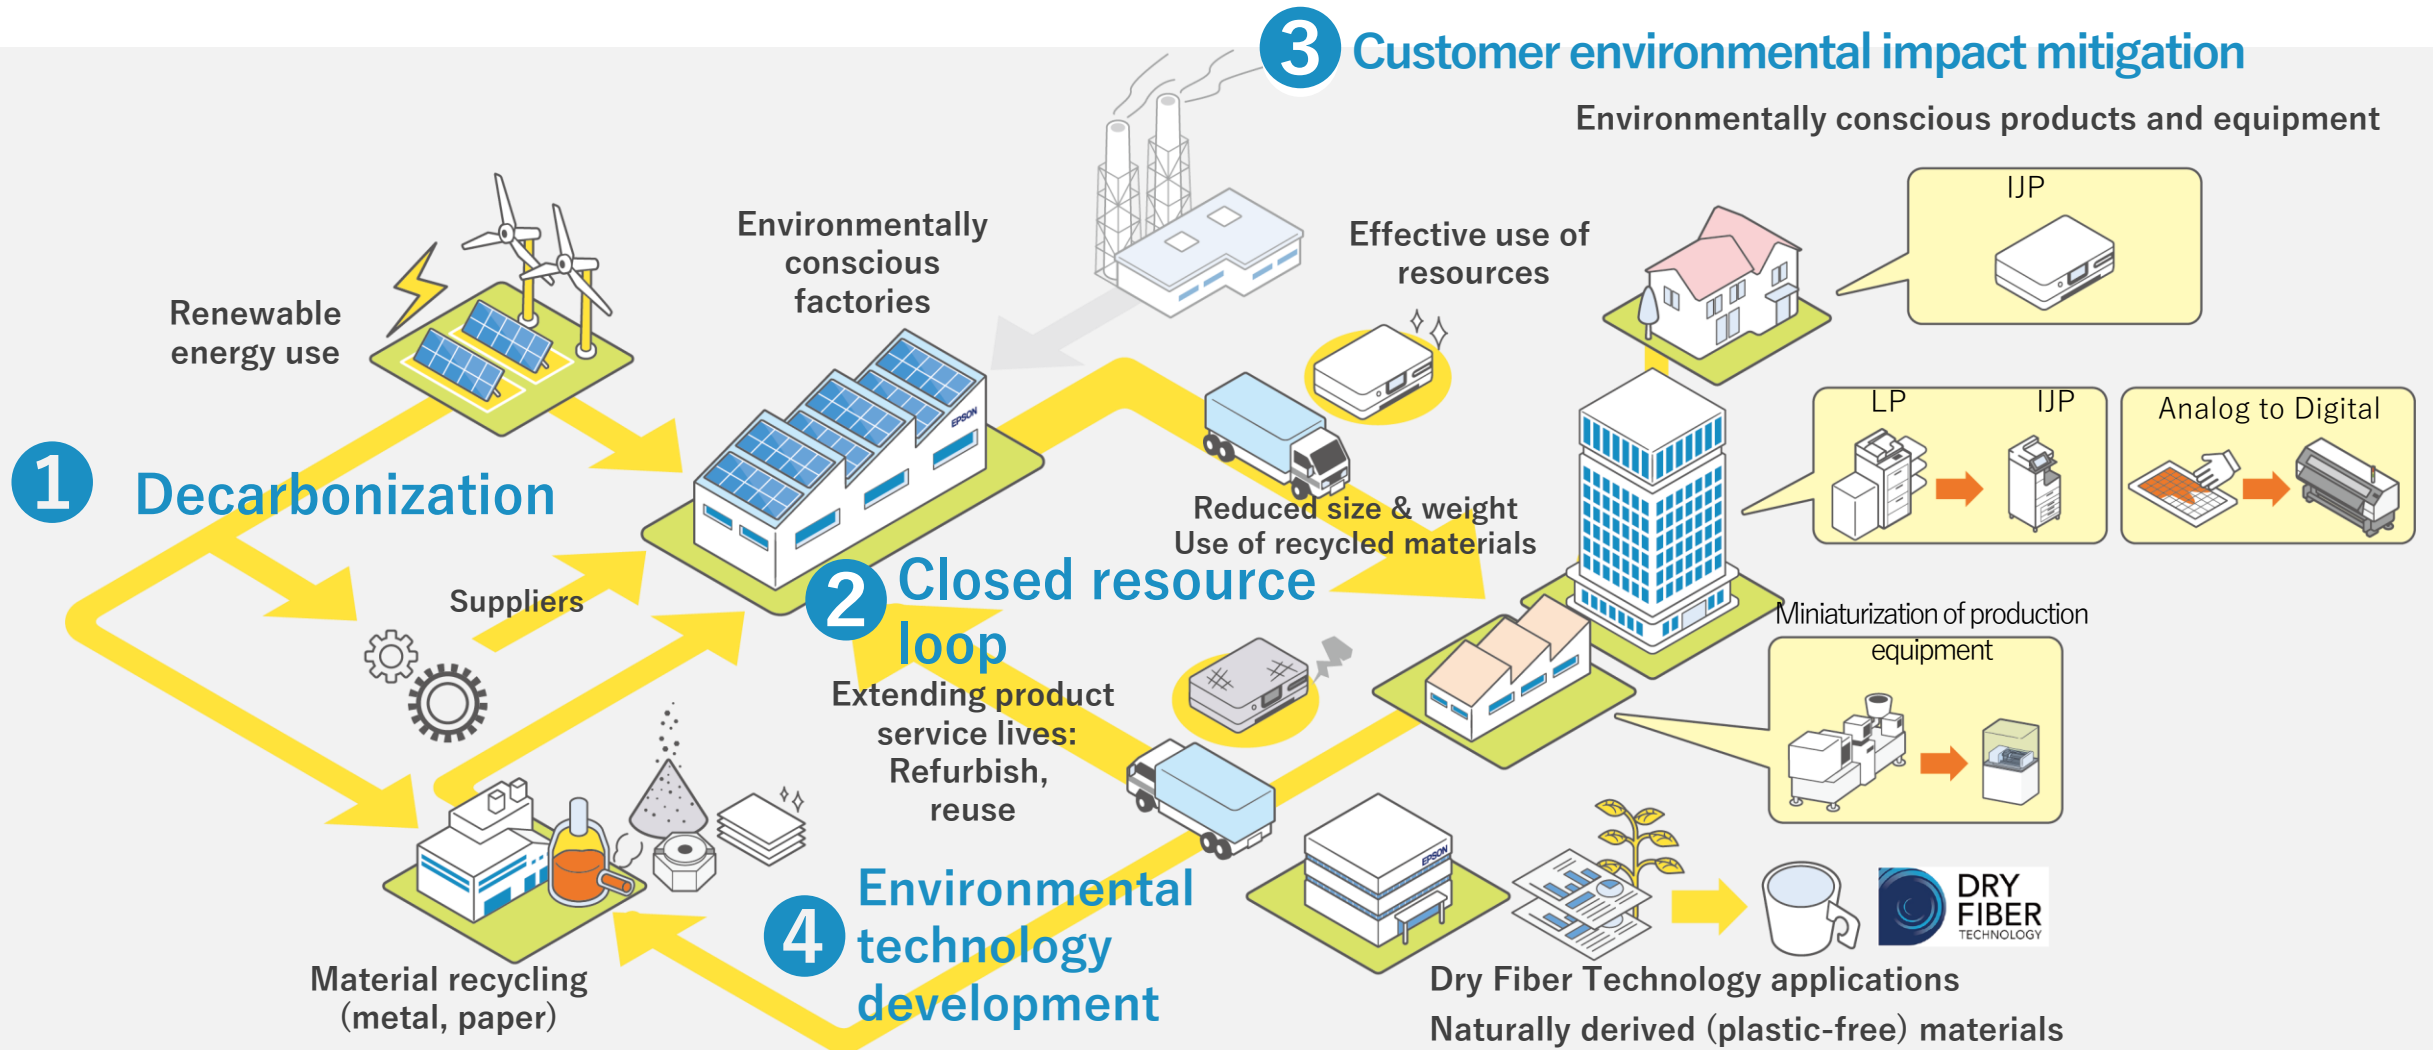 3 Customer environmental impact mitigation
Environmentally conscious products and equipment
IJP
Environmentally
conscious
factories
Effective use of
resources
Renewable
energy use
EPSON
LP
IJP
Analog to Digital
1 Decarbonization
Reduced size & weight
Use of recycled materials
Suppliers
2 Closed resource
loop
Extending product
service lives:
Refurbish,
reuse
Miniaturization of production
equipment
4 Environmental
technology
development
EPSON
DRY
FIBER
TECHNOLOGY
Material recycling
(metal, paper)
Dry Fiber Technology applications
Naturally derived (plastic-free) materials